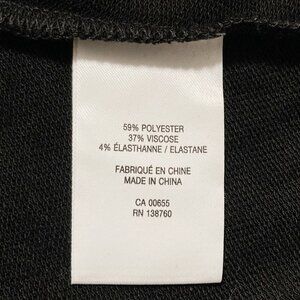 59% POLYESTER
37% VISCOSE
4% ÉLASTHANNE / ELASTANE
FABRIQUÉ EN CHINE
MADE IN CHINA
CA 00655
RN 138760